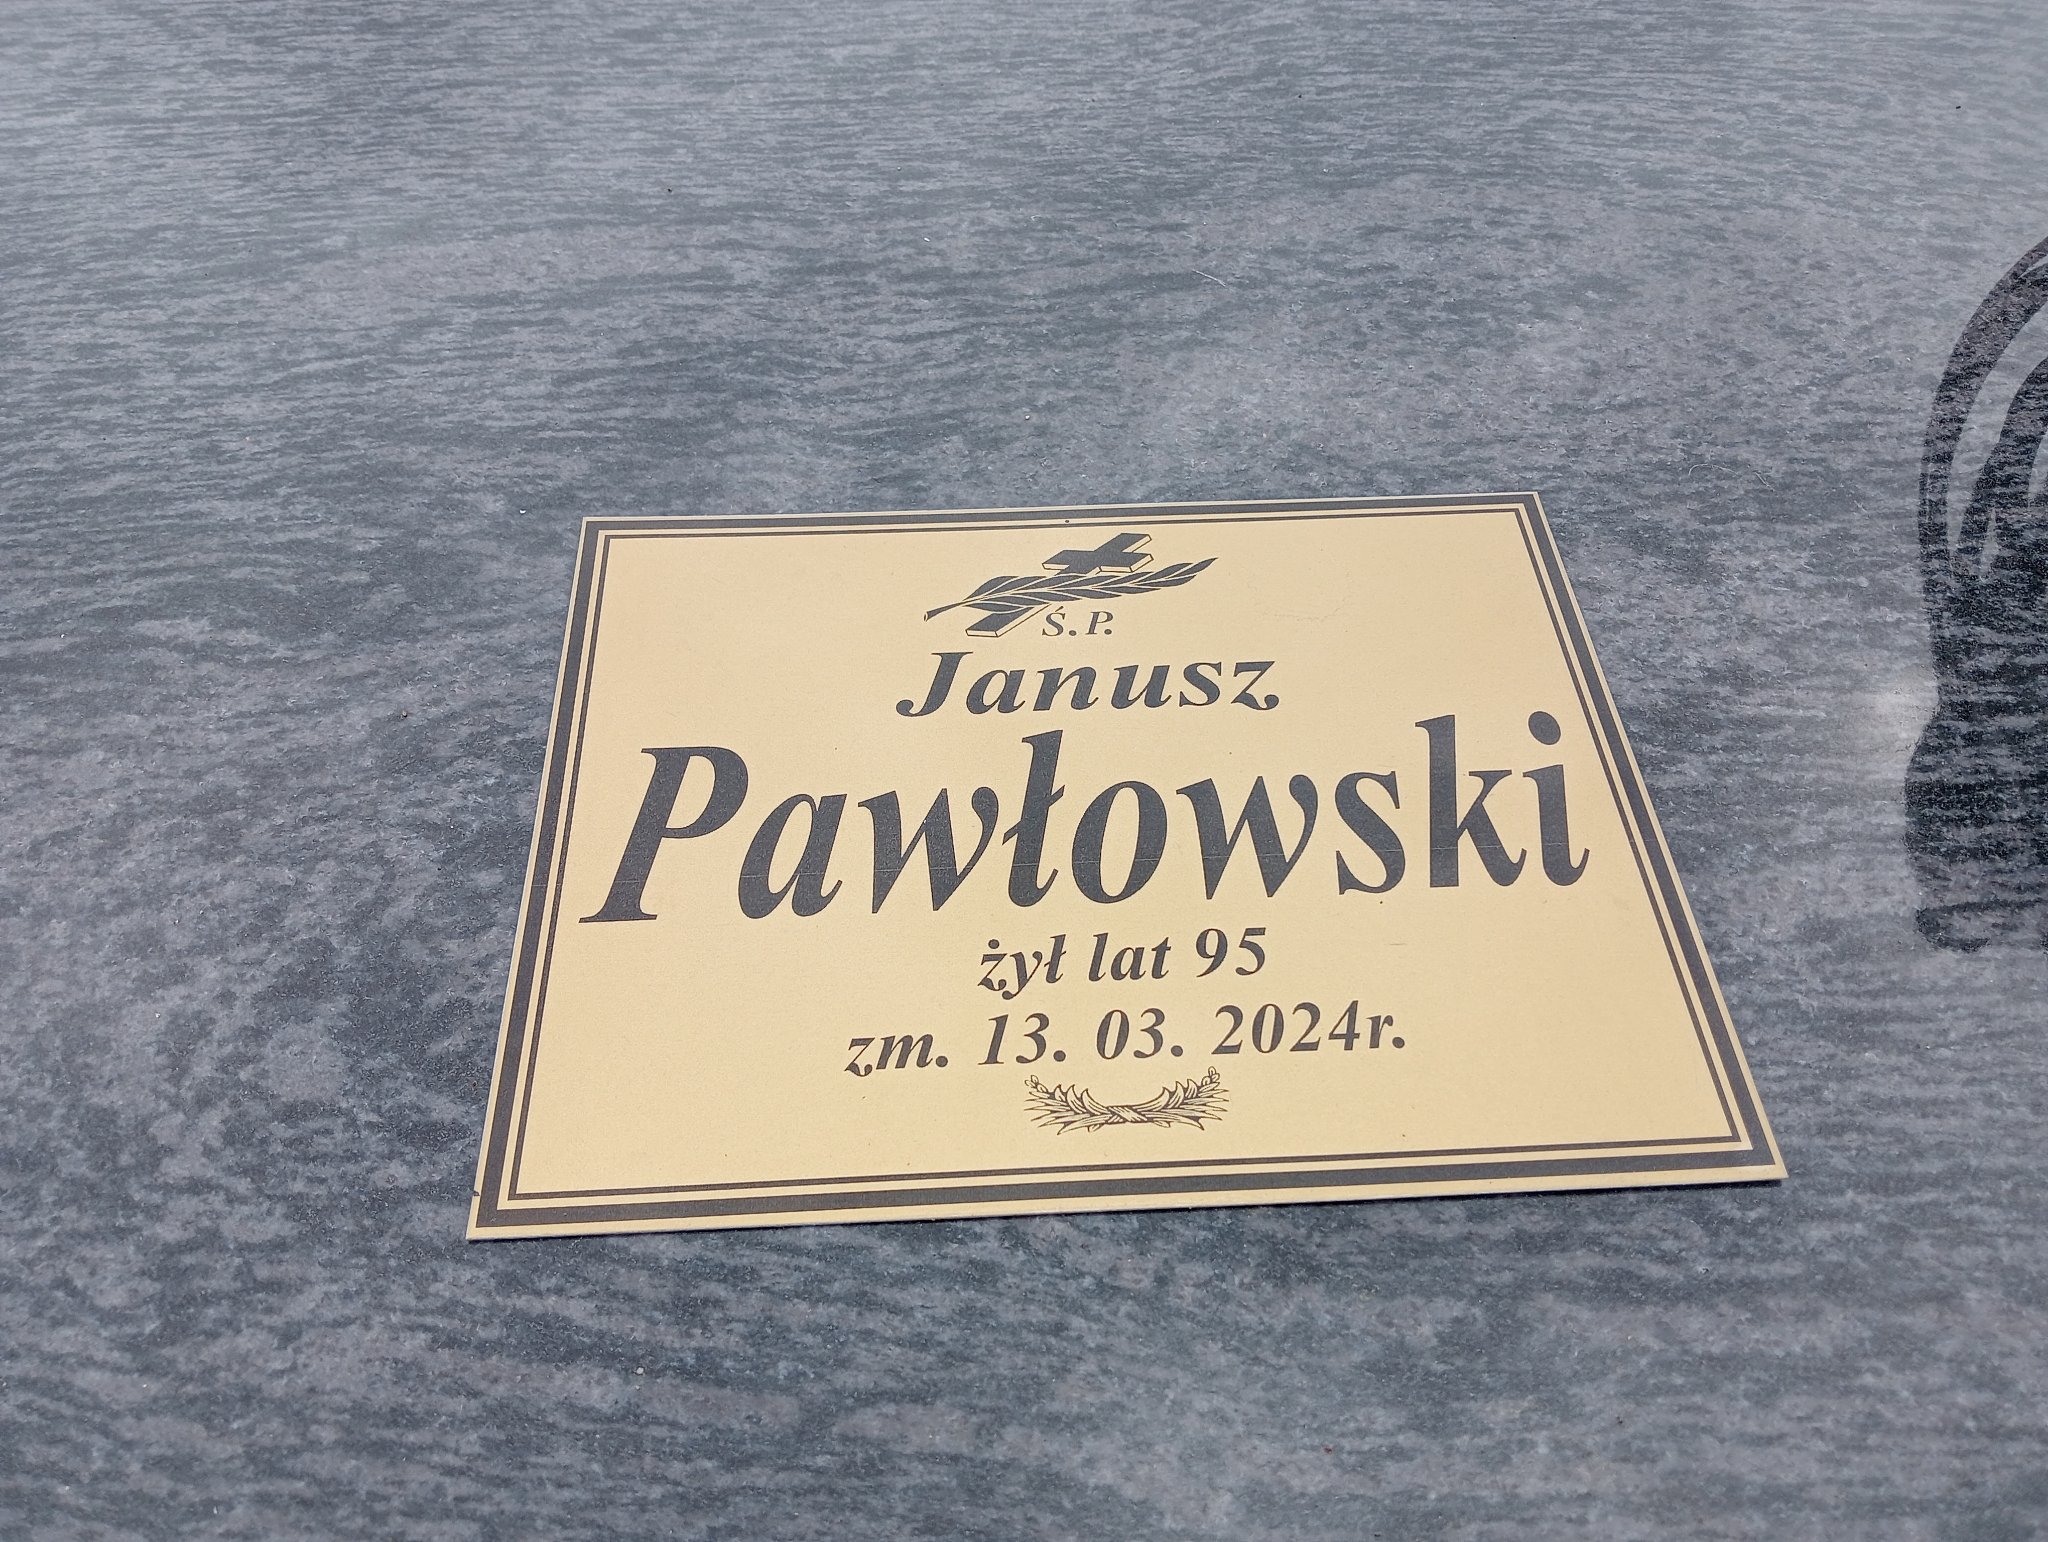 Ś. P.
Janusz
Pawłowski
żył lat 95
zm. 13. 03. 2024r.